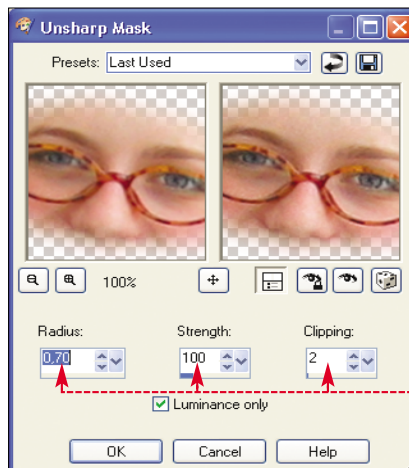 Unsharp Mask
Presets: Last Used
100%
Radius: Strength: Clipping:
0,70 100 2
Luminance only
OK Cancel Help